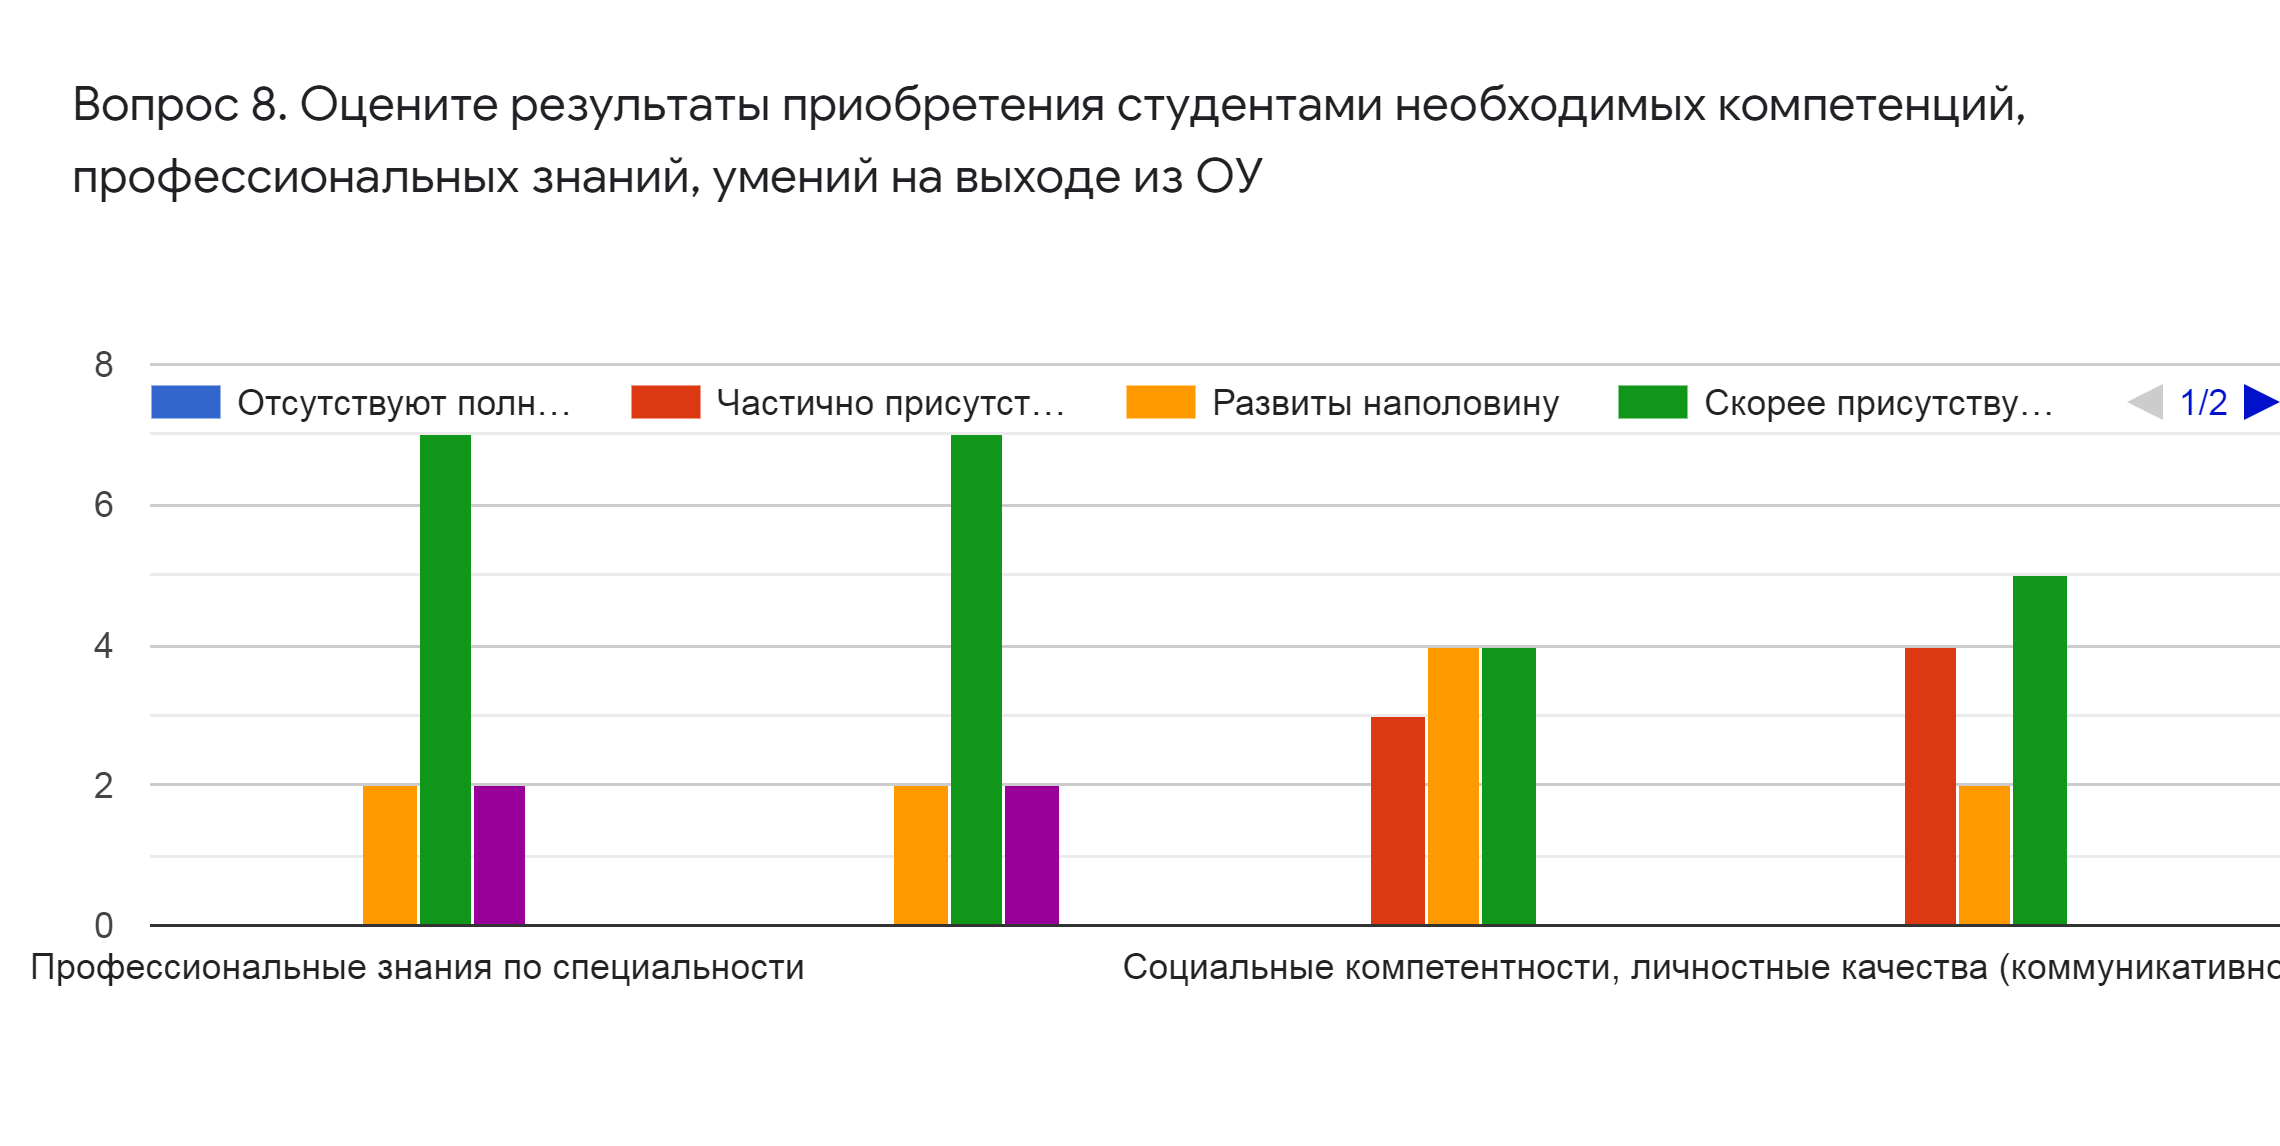 Вопрос 8. Оцените результаты приобретения студентами необходимых компетенций,
профессиональных знаний, умений на выходе из ОУ
8
Отсутствуют полн… Частично присутст… Развиты наполовину Скорее присутству… 1/2
6
4
2
0
Профессиональные знания по специальности Социальные компетентности, личностные качества (коммуникативно